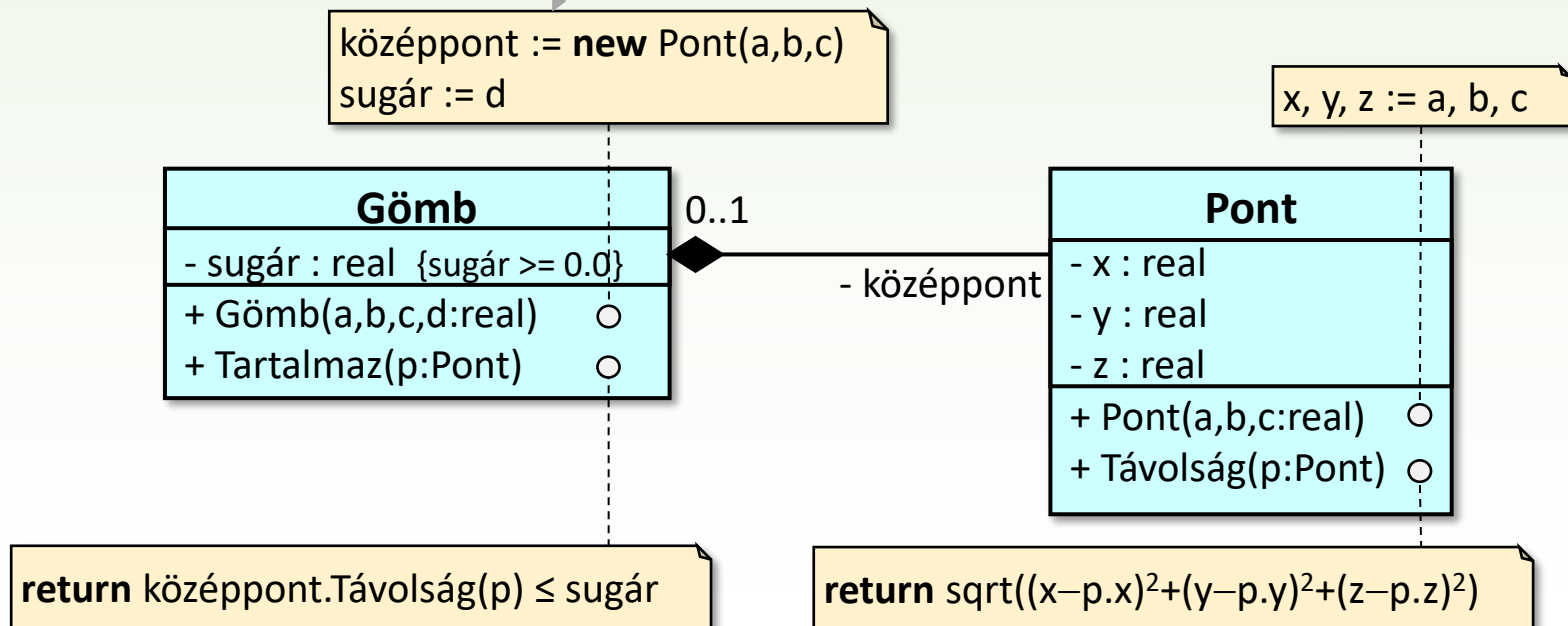 középpont := new Pont(a,b,c)
sugár := d
x, y, z := a, b, c
Gömb
- sugár : real {sugár >= 0.0}
+ Gömb(a,b,c,d:real)
+ Tartalmaz(p:Pont)
0..1
- középpont
Pont
- x : real
- y : real
- z : real
+ Pont(a,b,c:real)
+ Távolság(p:Pont)
return középpont.Távolság(p) ≤ sugár
return sqrt((x–p.x)²+(y–p.y)²+(z–p.z)²)